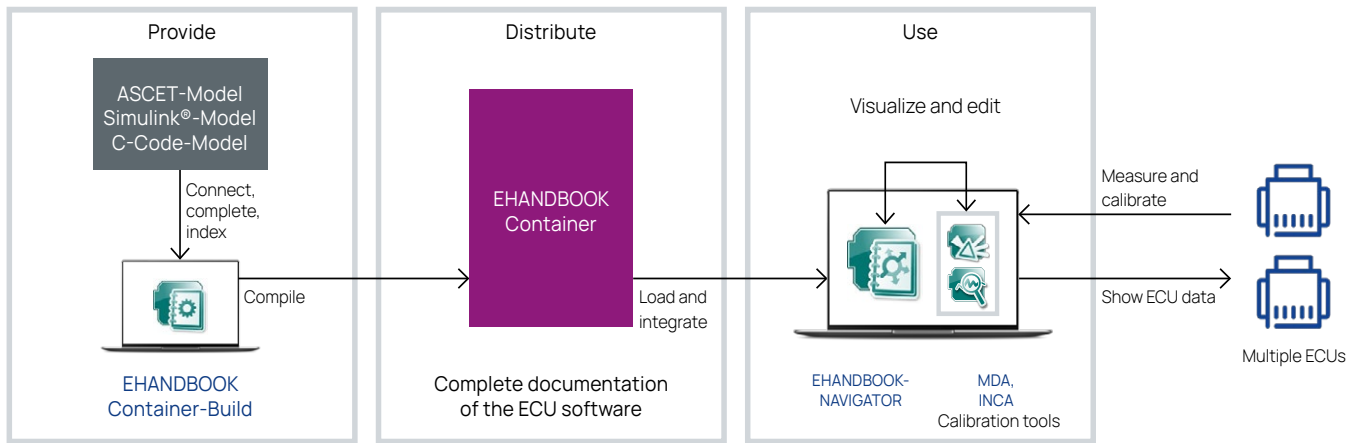 Provide
ASCET-Model
Simulink®-Model
C-Code-Model
Connect,
complete,
index
Compile
EHANDBOOK
Container-Build
Distribute
EHANDBOOK
Container
Load and
integrate
Complete documentation
of the ECU software
Use
Visualize and edit
EHANDBOOK-
NAVIGATOR
MDA,
INCA
Calibration tools
Measure and
calibrate
Show ECU data
Multiple ECUs